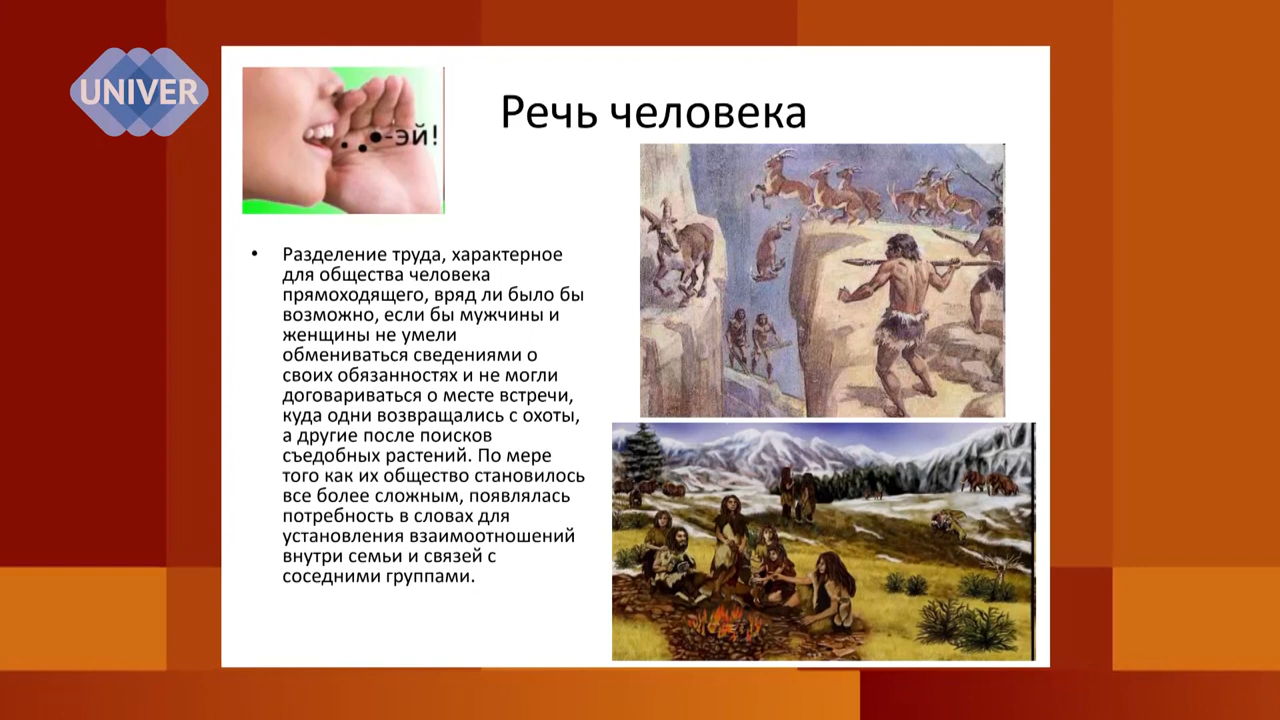 UNIVER
-эй!
Речь человека
• Разделение труда, характерное
для общества человека
прямоходящего, вряд ли было бы
возможно, если бы мужчины и
женщины не умели
обмениваться сведениями о
своих обязанностях и не могли
договариваться о месте встречи,
куда одни возвращались с охоты,
а другие после поисков
съедобных растений. По мере
того как их общество становилось
все более сложным, появлялась
потребность в словах для
установления взаимоотношений
внутри семьи и связей с
соседними группами.